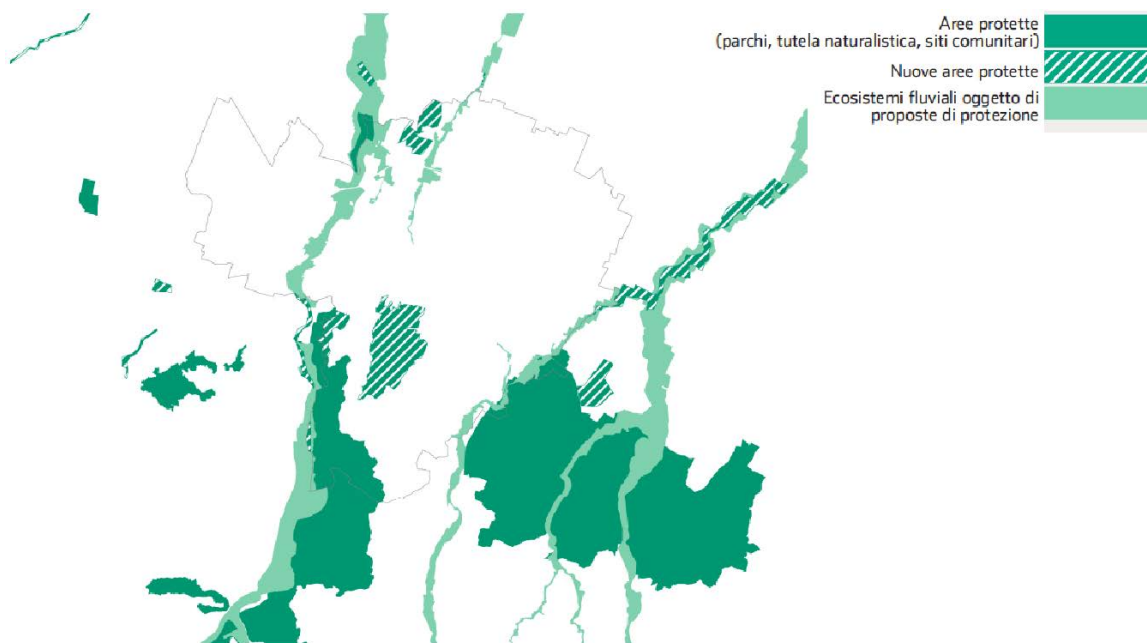 Aree protette
(parchi, tutela naturalistica, siti comunitari)
Nuove aree protette
Ecosistemi fluviali oggetto di
proposte di protezione